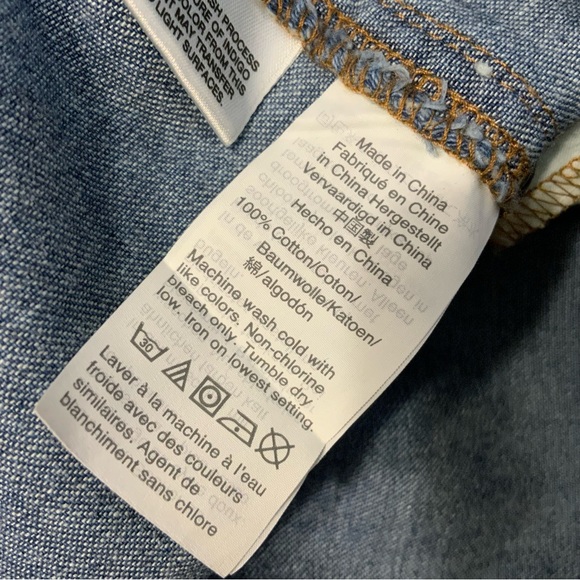 SH PROCESS
TURE OF INDIGO
IT MAY TRANSFER
LIGHT SURFACES.
Made in China
Fabriqué en Chine
in China Hergestellt
Vervaardigd in China
中国製
Hecho en China
100% Cotton/Coton/
Baumwolle/Katoen/
綿/algodón
Machine wash cold with
like colors. Non-chlorine
bleach only. Tumble dry
low. Iron on lowest setting.
30
Laver à la machine à l'eau
froide avec des couleurs
similaires. Agent de
blanchiment sans chlore